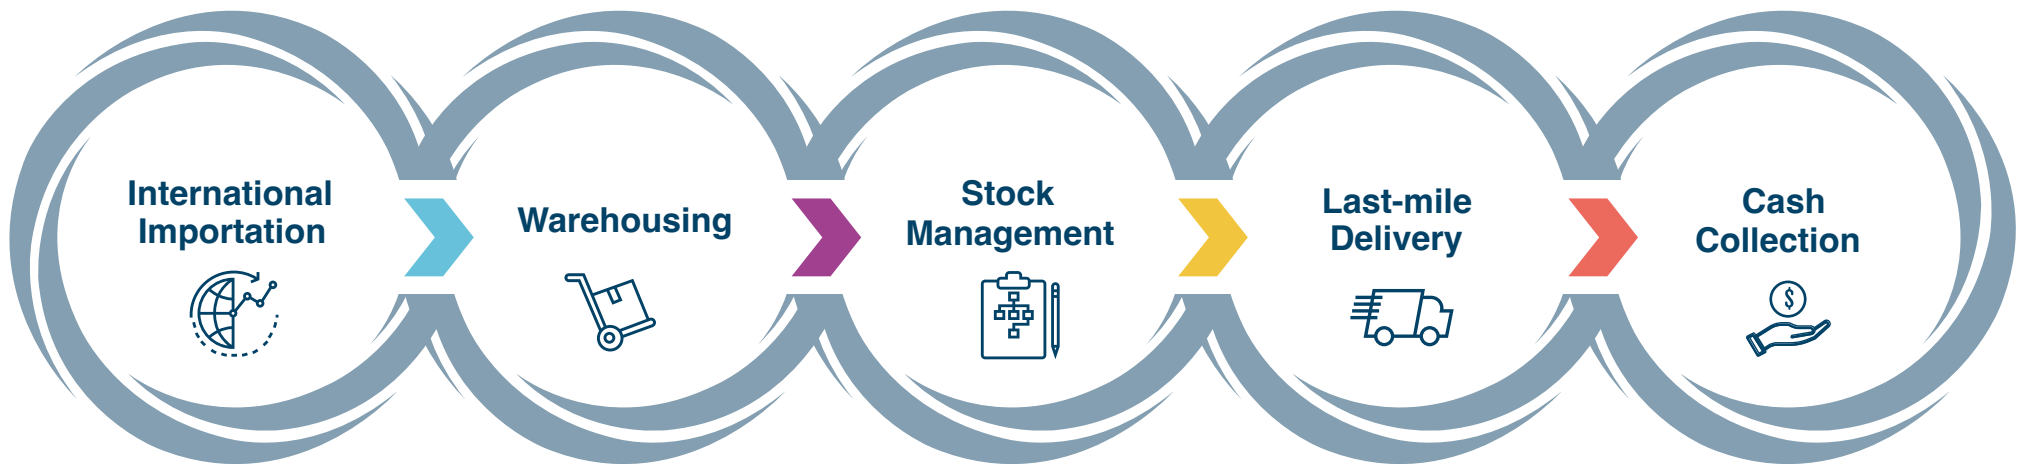 International
Importation
Warehousing
Stock
Management
Last-mile
Delivery
Cash
Collection
$